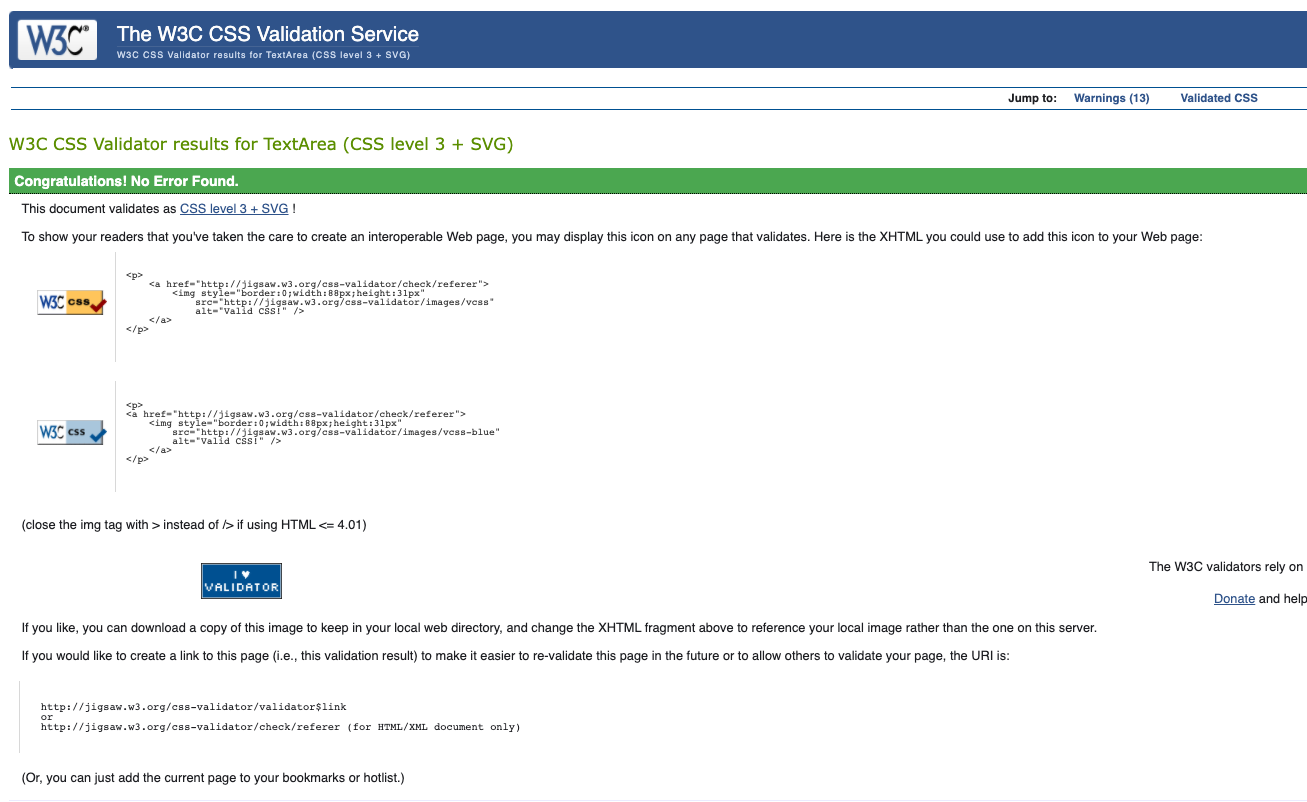 W3C®
The W3C CSS Validation Service
W3C CSS Validator results for TextArea (CSS level 3 + SVG)
Jump to: Warnings (13) Validated CSS
W3C CSS Validator results for TextArea (CSS level 3 + SVG)
Congratulations! No Error Found.
This document validates as CSS level 3 + SVG !
To show your readers that you've taken the care to create an interoperable Web page, you may display this icon on any page that validates. Here is the XHTML you could use to add this icon to your Web page:
W3C css
<p>
    <a href="http://jigsaw.w3.org/css-validator/check/referer">
        <img style="border:0;width:88px;height:31px"
            src="http://jigsaw.w3.org/css-validator/images/vcss"
            alt="Valid CSS!" />
    </a>
</p>
W3C css
<p>
<a href="http://jigsaw.w3.org/css-validator/check/referer">
    <img style="border:0;width:88px;height:31px"
        src="http://jigsaw.w3.org/css-validator/images/vcss-blue"
        alt="Valid CSS!" />
    </a>
</p>
(close the img tag with > instead of /> if using HTML <= 4.01)
I ♥
VALIDATOR
The W3C validators rely on
Donate and help
If you like, you can download a copy of this image to keep in your local web directory, and change the XHTML fragment above to reference your local image rather than the one on this server.
If you would like to create a link to this page (i.e., this validation result) to make it easier to re-validate this page in the future or to allow others to validate your page, the URI is:
http://jigsaw.w3.org/css-validator/validator$link
or
http://jigsaw.w3.org/css-validator/check/referer (for HTML/XML document only)
(Or, you can just add the current page to your bookmarks or hotlist.)